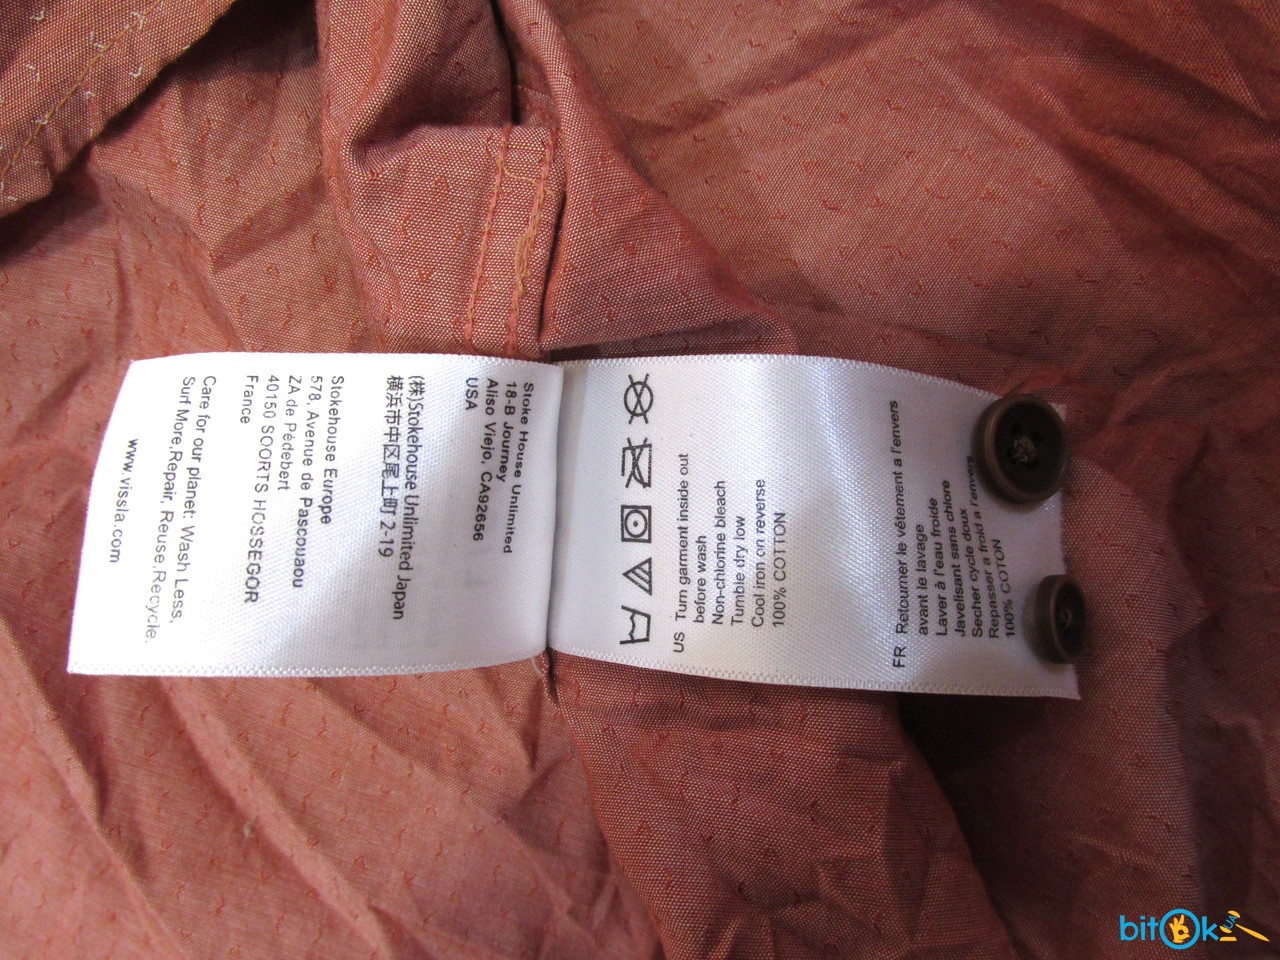 Stoke House Unlimited
18-B Journey
Aliso Viejo, CA92656
USA
(株)Stokehouse Unlimited Japan
横浜市中区尾上町 2-19
Stokehouse Europe
578, Avenue de Pascouaou
ZA de Pédebert
40150 SOORTS HOSSEGOR
France
Care for our planet: Wash Less,
Surf More,Repair, Reuse,Recycle.
www.vissla.com
US Turn garment inside out
before wash
Non-chlorine bleach
Tumble dry low
Cool iron on reverse
100% COTTON
FR Retourner le vêtement a l'envers
avant le lavage
Laver à l'eau froide
Javelisant sans chlore
Secher cycle doux
Repasser a froid a l'envers
100% COTON
bitOk UA